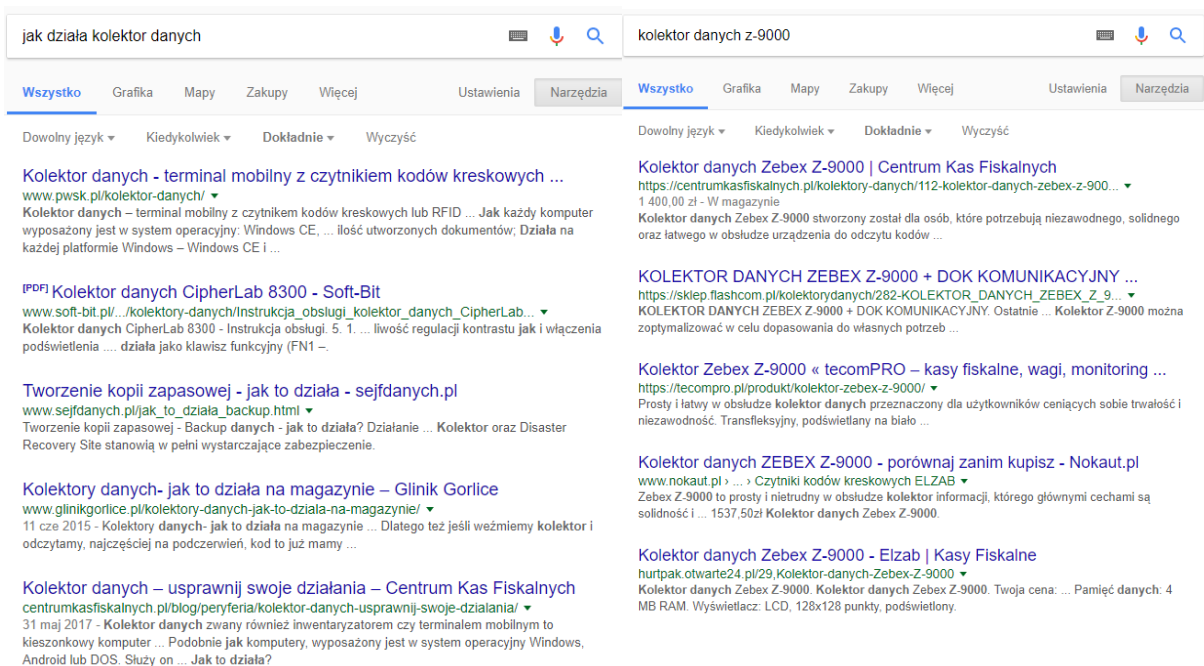 jak działa kolektor danych
Wszystko Grafika Mapy Zakupy Więcej Ustawienia Narzędzia
Dowolny język Kiedykolwiek Dokładnie Wyczyść
Kolektor danych - terminal mobilny z czytnikiem kodów kreskowych ...
www.pwsk.pl/kolektor-danych/
Kolektor danych – terminal mobilny z czytnikem kodów kreskowych lub RFID ... Jak każdy komputer
wyposażony jest w system operacyjny: Windows CE, ... ilość utworzonych dokumentów; Działa na
każdej platformie Windows – Windows CE i ...
[PDF] Kolektor danych CipherLab 8300 - Soft-Bit
www.soft-bit.pl/.../kolektory-danych/Instrukcja_obslugi_kolektor_danych_CipherLab...
Kolektor danych CipherLab 8300 - Instrukcja obsługi. 5. 1. ... liwość regulacji kontrastu jak i włączenia
podświetlenia .... działa jako klawisz funkcyjny (FN1 –.
Tworzenie kopii zapasowej - jak to działa - sejfdanych.pl
www.sejfdanych.pl/jak_to_działa_backup.html
Tworzenie kopii zapasowej - Backup danych - jak to działa? Działanie ... Kolektor oraz Disaster
Recovery Site stanowią w pełni wystarczające zabezpieczenie.
Kolektory danych- jak to działa na magazynie – Glinik Gorlice
www.glinikgorlice.pl/kolektory-danych-jak-to-dziala-na-magazynie/
11 cze 2015 - Kolektory danych- jak to działa na magazynie ... Dlatego też jeśli weźmiemy kolektor i
odczytamy, najczęściej na podczerwień, kod to już mamy ...
Kolektor danych – usprawnij swoje działania – Centrum Kas Fiskalnych
centrumkasfiskalnych.pl/blog/peryferia/kolektor-danych-usprawnij-swoje-dzialania/
31 maj 2017 - Kolektor danych zwany również inwentaryzatorem czy terminalem mobilnym to
kieszonkowy komputer ... Podobnie jak komputery, wyposażony jest w system operacyjny Windows,
Android lub DOS. Służy on ... Jak to działa?
kolektor danych z-9000
Wszystko Grafika Mapy Zakupy Więcej Ustawienia Narzędzia
Dowolny język Kiedykolwiek Dokładnie Wyczyść
Kolektor danych Zebex Z-9000 | Centrum Kas Fiskalnych
https://centrumkasfiskalnych.pl/kolektory-danych/112-kolektor-danych-zebex-z-900...
1 400,00 zł - W magazynie
Kolektor danych Zebex Z-9000 stworzony został dla osób, które potrzebują niezawodnego, solidnego
oraz łatwego w obsłudze urządzenia do odczytu kodów ...
KOLEKTOR DANYCH ZEBEX Z-9000 + DOK KOMUNIKACYJNY ...
https://sklep.flashcom.pl/kolektorydanych/282-KOLEKTOR_DANYCH_ZEBEX_Z_9...
KOLEKTOR DANYCH ZEBEX Z-9000 + DOK KOMUNIKACYJNY. Ostatnie ... Kolektor Z-9000 można
zoptymalizować w celu dopasowania do własnych potrzeb ...
Kolektor Zebex Z-9000 « tecomPRO – kasy fiskalne, wagi, monitoring ...
https://tecompro.pl/produkt/kolektor-zebex-z-9000/
Prosty i łatwy w obsłudze kolektor danych przeznaczony dla użytkowników ceniących sobie trwałość i
niezawodność. Transfleksyjny, podświetlany na biało ...
Kolektor danych ZEBEX Z-9000 - porównaj zanim kupisz - Nokaut.pl
www.nokaut.pl › ... › Czytniki kodów kreskowych ELZAB
Zebex Z-9000 to prosty i nietrudny w obsłudze kolektor informacji, którego głównymi cechami są
solidność i ... 1537,50zł Kolektor danych Zebex Z-9000.
Kolektor danych Zebex Z-9000 - Elzab | Kasy Fiskalne
hurtpak.otwarte24.pl/29,Kolektor-danych-Zebex-Z-9000
Kolektor danych Zebex Z-9000. Kolektor danych Zebex Z-9000. Twoja cena: ... Pamięć danych: 4
MB RAM. Wyświetlacz: LCD, 128x128 punkty, podświetlony.